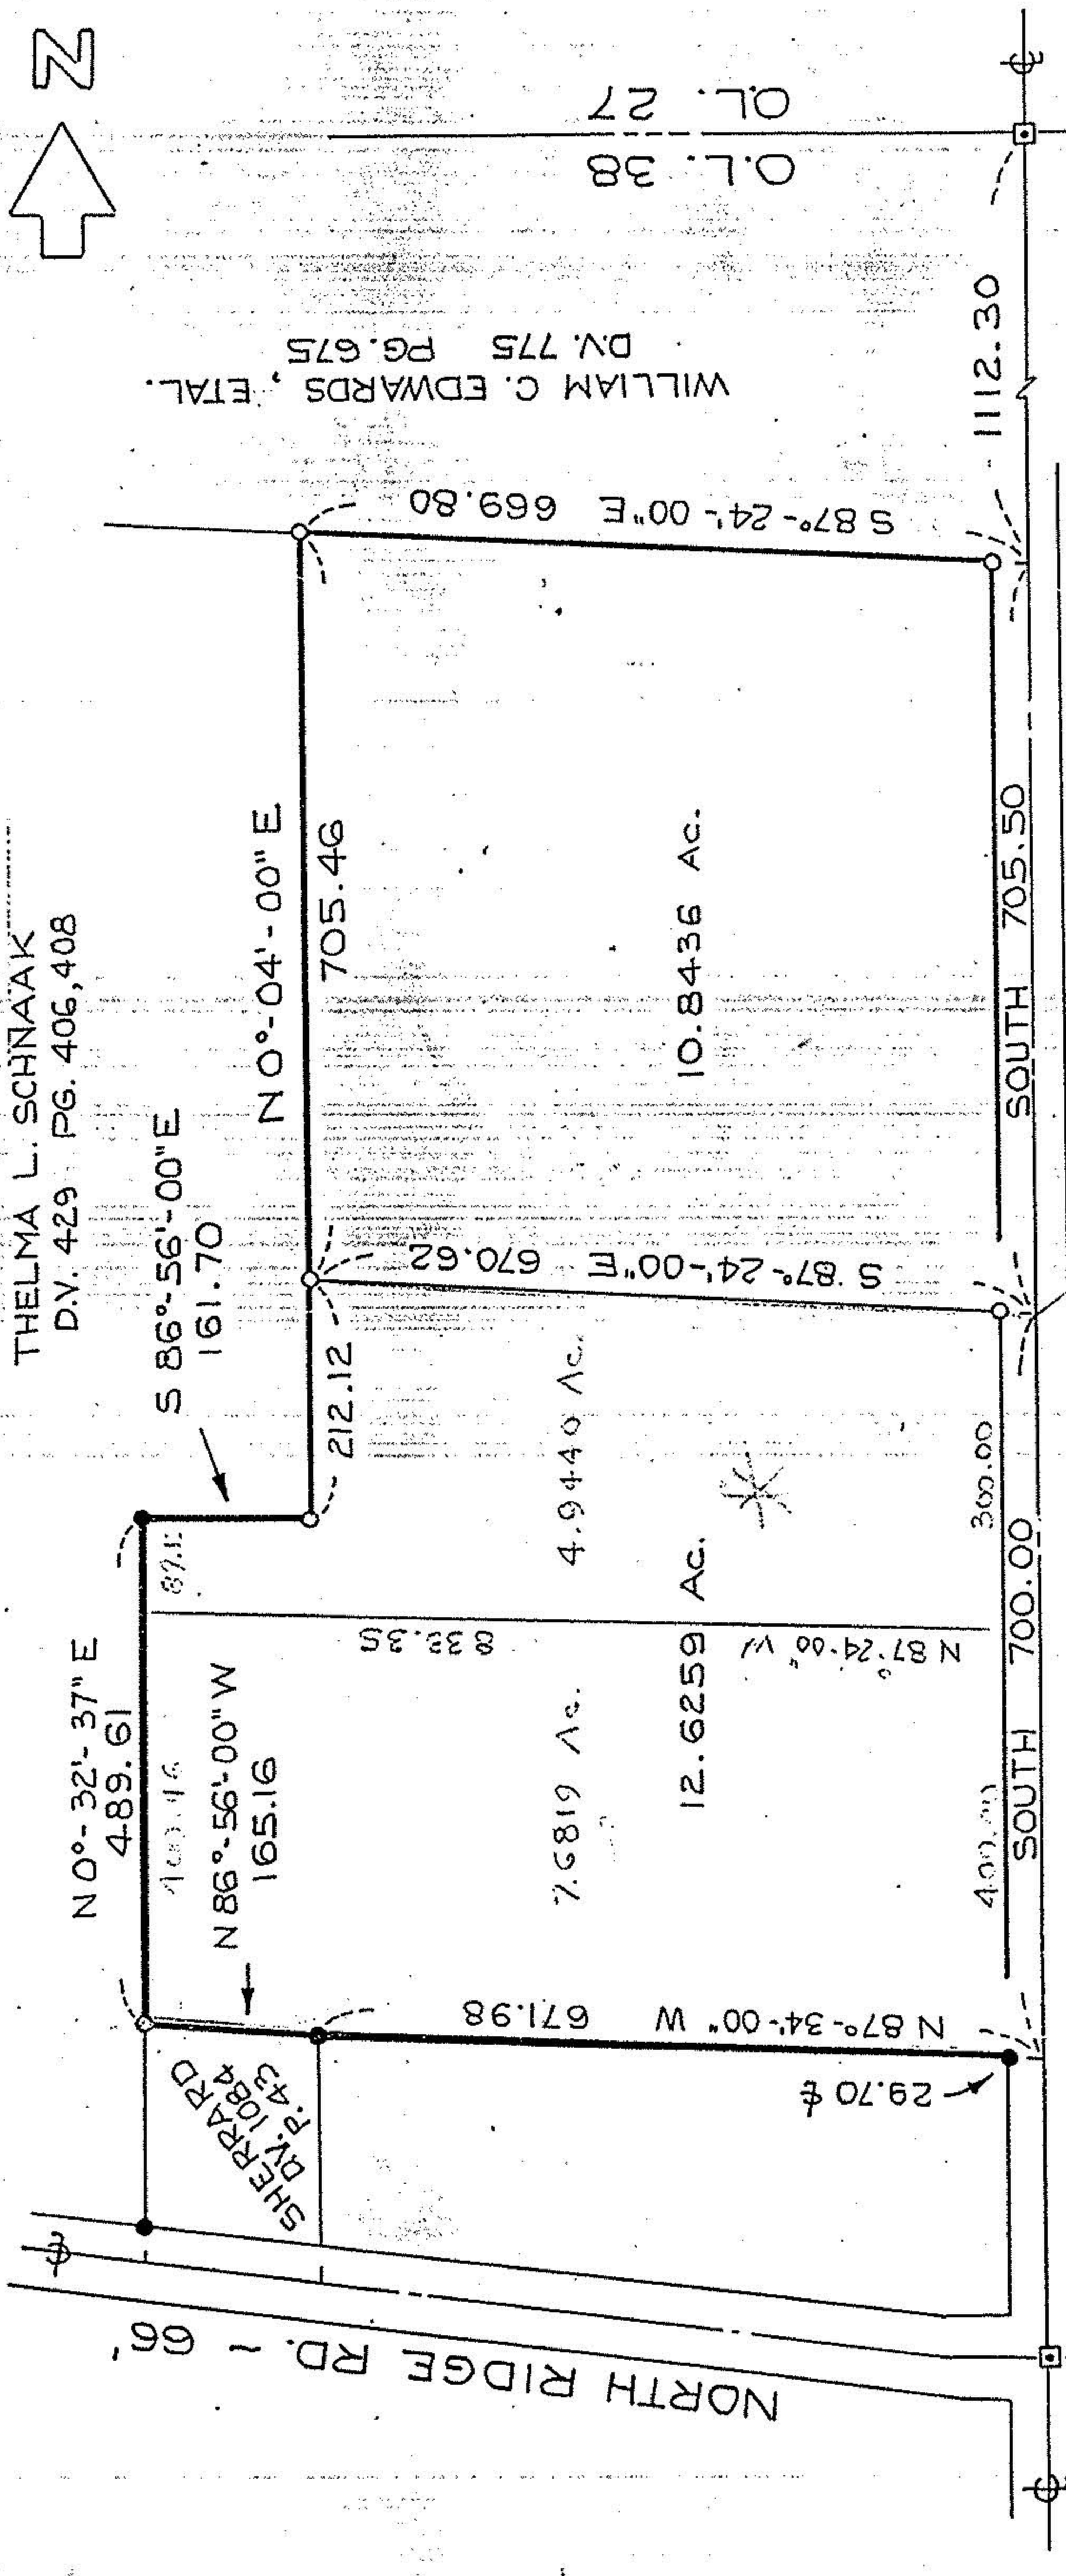 N
O.L. 27
O.L. 38
WILLIAM C. EDWARDS, ETAL.
D.V. 775 PG. 675
1112.30
S 87°-24'-00"E 669.80
THELMA L. SCHNAAK
D.V. 429 PG. 406,408
N 0°-04'-00" E
705.46
10.8436 Ac.
SOUTH 705.50
S 86°-56'-00"E
161.70
212.12
S 87°-24'-00"E 670.62
4.9440 Ac.
300.00
N 87°24'00" W 833.35
12.6259 Ac.
SOUTH 700.00
N 0°-32'-37" E
489.61
N 86°-56'-00" W
165.16
7.6819 Ac.
400.00
N 87°-34'-00" W 671.98
29.70 ℄
SHERRARD
D.V. 1084
P. 43
NORTH RIDGE RD. ~ 66'